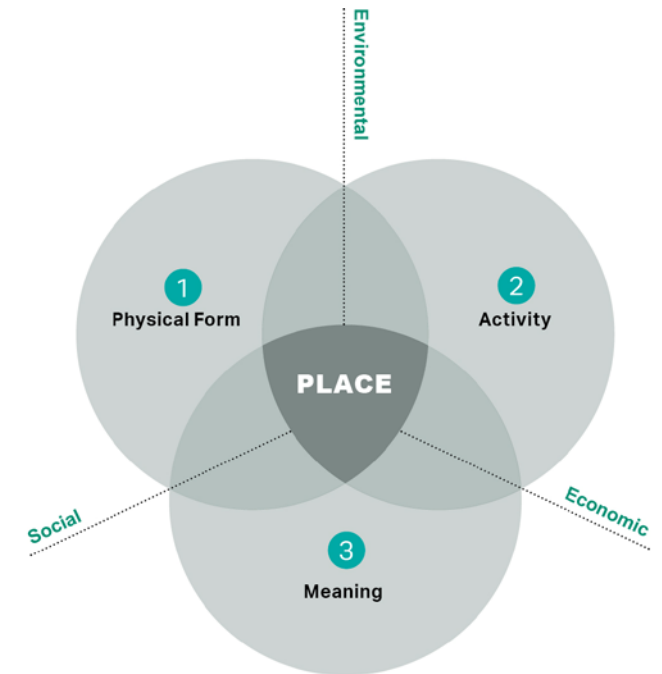 Environmental
1
Physical Form
2
Activity
PLACE
Social
Economic
3
Meaning